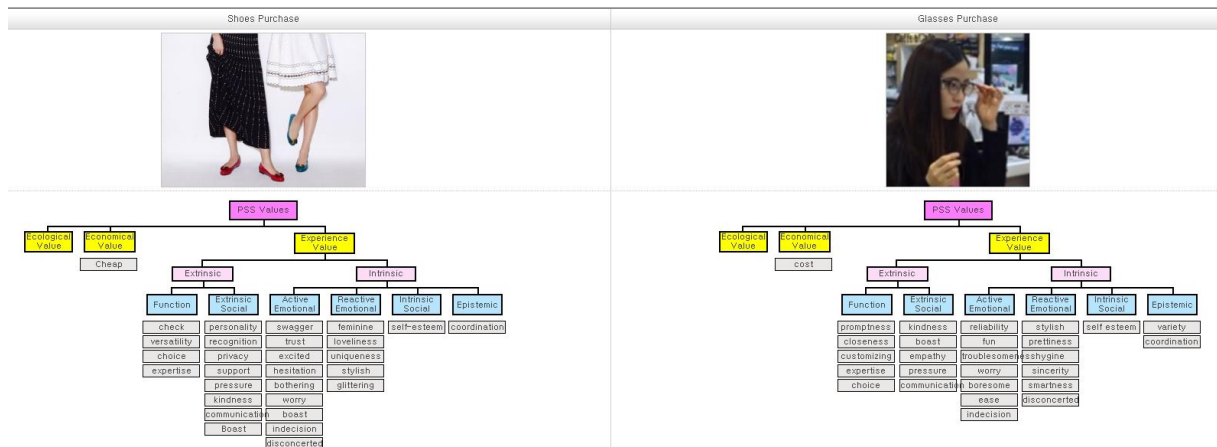 Shoes Purchase
PSS Values
Ecological Value
Economical Value
Experience Value
Cheap
Extrinsic
Intrinsic
Function
Extrinsic Social
Active Emotional
Reactive Emotional
Intrinsic Social
Epistemic
check
versatility
choice
expertise
personality
recognition
privacy
support
pressure
kindness
communication
Boast
swagger
trust
excited
hesitation
bothering
worry
boast
indecision
disconcerted
feminine
loveliness
uniqueness
stylish
glittering
self-esteem
coordination
Glasses Purchase
PSS Values
Ecological Value
Economical Value
Experience Value
cost
Extrinsic
Intrinsic
Function
Extrinsic Social
Active Emotional
Reactive Emotional
Intrinsic Social
Epistemic
promptness
closeness
customizing
expertise
choice
kindness
boast
empathy
pressure
communication
reliability
fun
troublesomeness
worry
boresome
ease
indecision
stylish
prettiness
hygine
sincerity
smartness
disconcerted
self esteem
variety
coordination